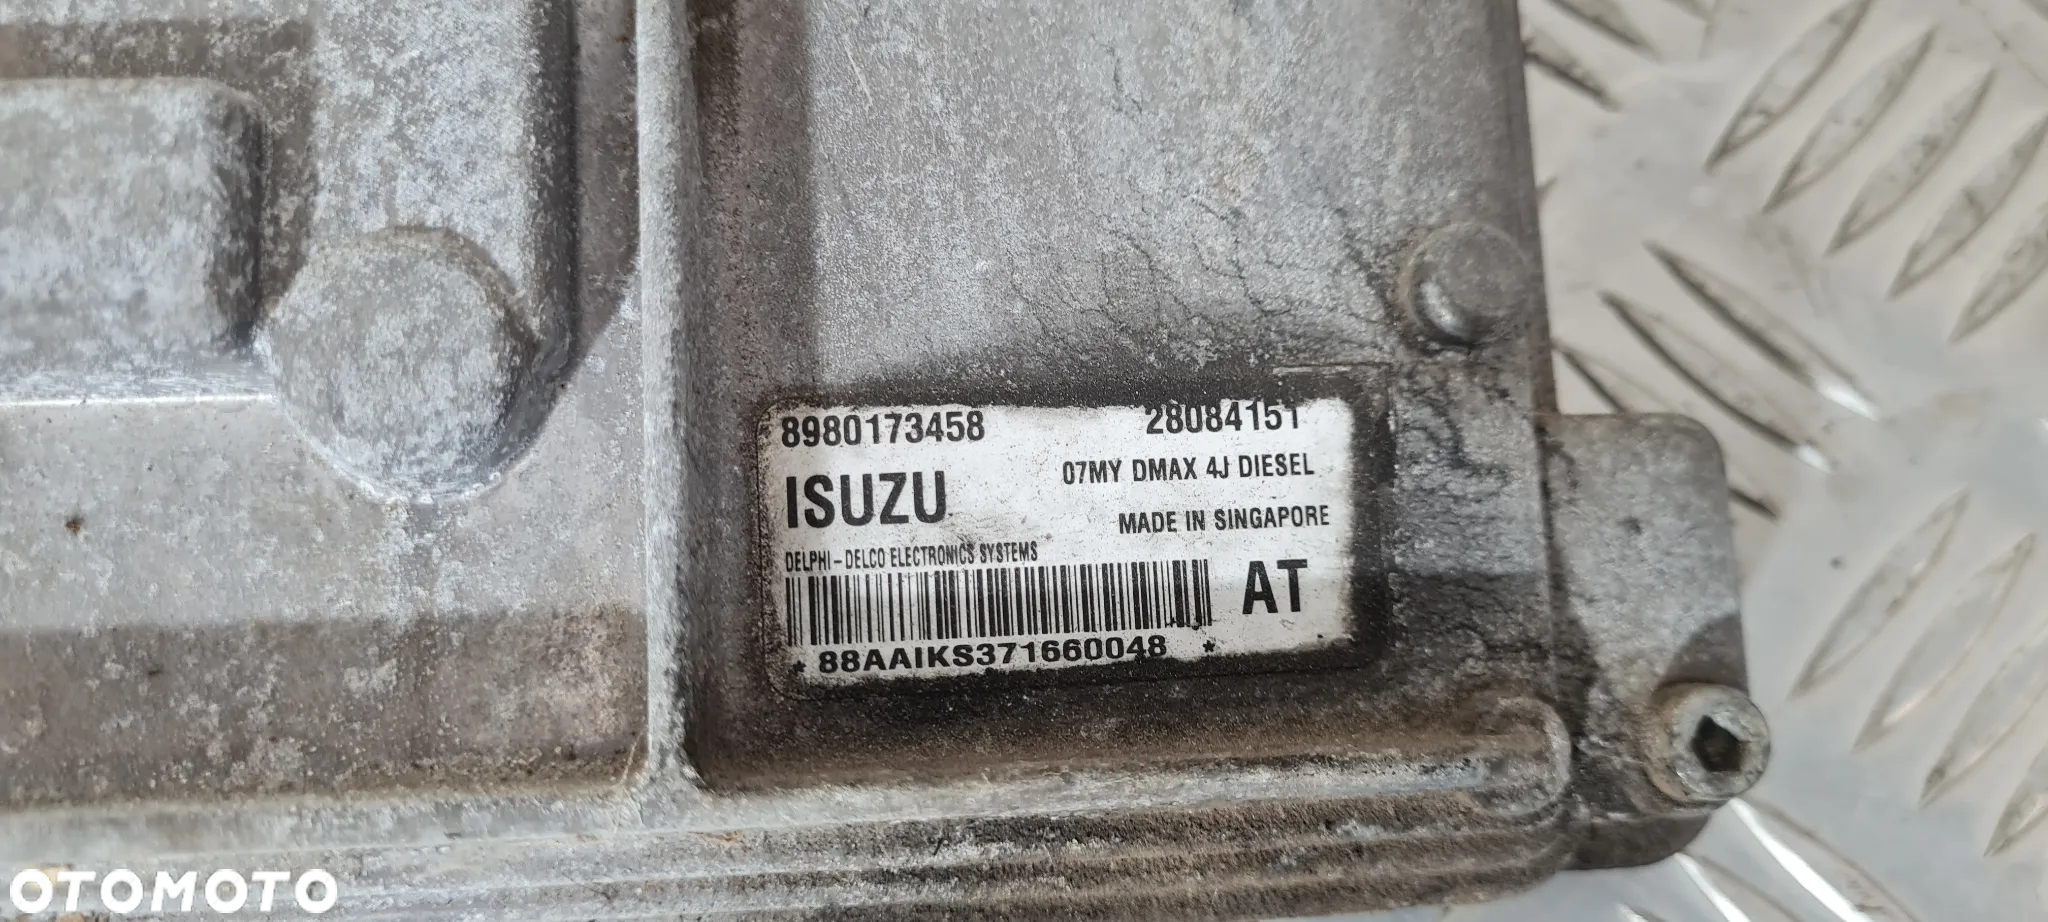 8980173458 28084151
ISUZU 07MY DMAX 4J DIESEL
MADE IN SINGAPORE
DELPHI-DELCO ELECTRONICS SYSTEMS
AT
* 88AAIKS371660048 *
OTOMOTO